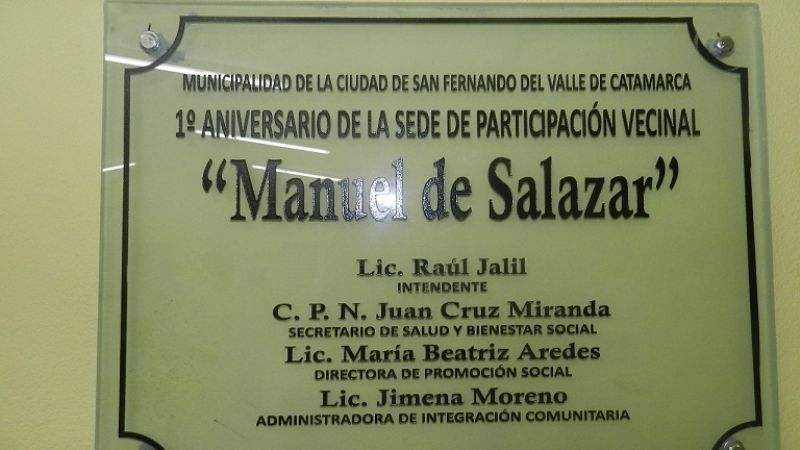 MUNICIPALIDAD DE LA CIUDAD DE SAN FERNANDO DEL VALLE DE CATAMARCA
1º ANIVERSARIO DE LA SEDE DE PARTICIPACIÓN VECINAL
“Manuel de Salazar”
Lic. Raúl Jalil
INTENDENTE
C. P. N. Juan Cruz Miranda
SECRETARIO DE SALUD Y BIENESTAR SOCIAL
Lic. María Beatriz Aredes
DIRECTORA DE PROMOCIÓN SOCIAL
Lic. Jimena Moreno
ADMINISTRADORA DE INTEGRACIÓN COMUNITARIA